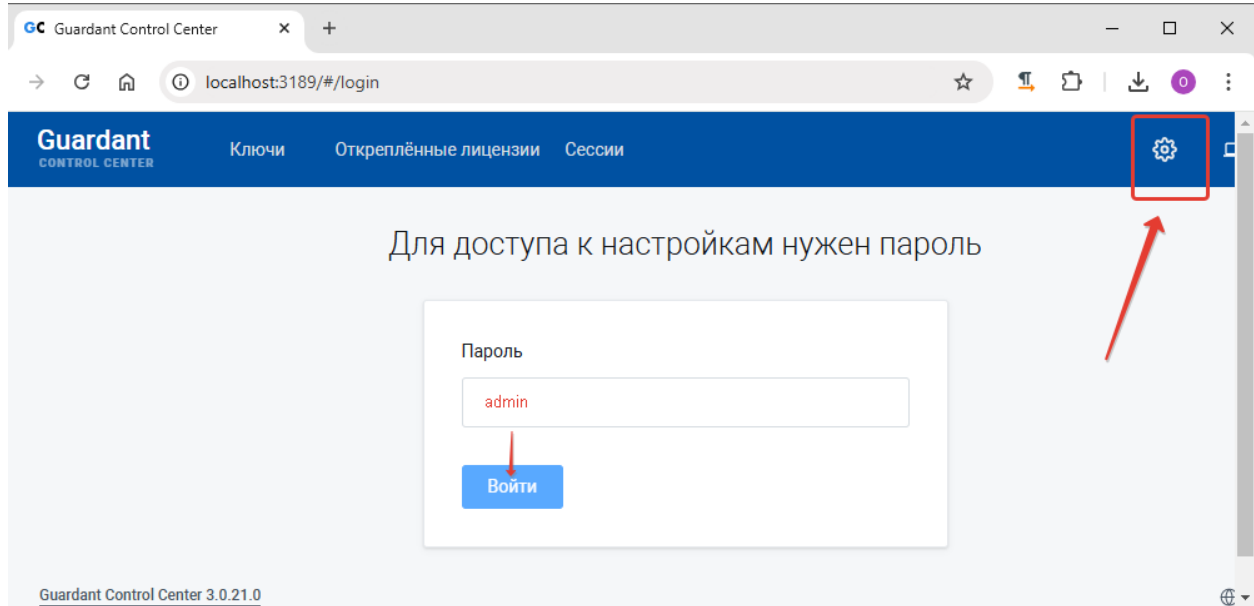 GC Guardant Control Center
localhost:3189/#/login
O
Guardant
CONTROL CENTER
Ключи Откреплённые лицензии Сессии
Для доступа к настройкам нужен пароль
Пароль
admin
Войти
Guardant Control Center 3.0.21.0